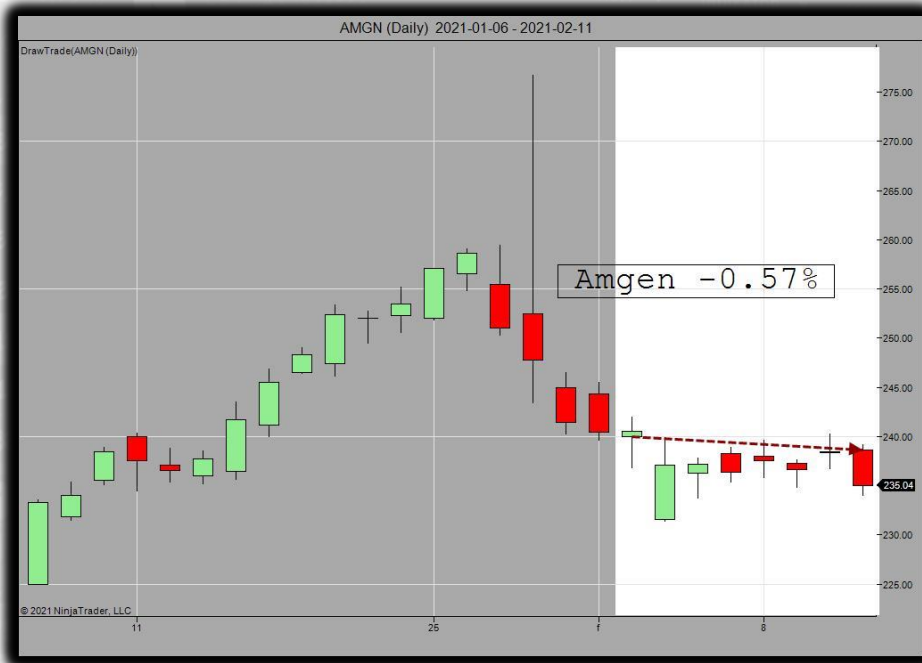 AMGN (Daily) 2021-01-06 - 2021-02-11
DrawTrade(AMGN (Daily))
275.00
270.00
265.00
260.00
Amgen -0.57%
255.00
250.00
245.00
240.00
235.04
230.00
225.00
© 2021 NinjaTrader, LLC
11 25 f 8